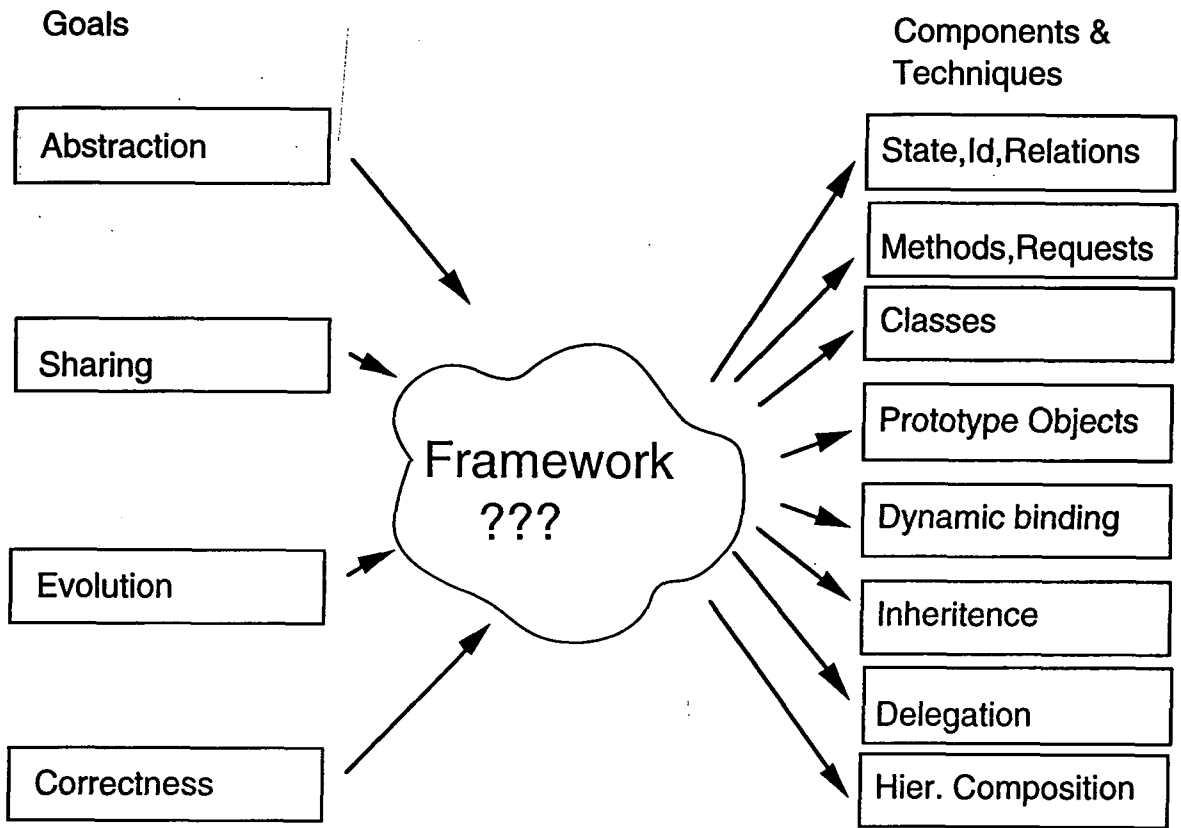 Goals
Abstraction
Sharing
Evolution
Correctness
Framework
???
Components &
Techniques
State,Id,Relations
Methods,Requests
Classes
Prototype Objects
Dynamic binding
Inheritence
Delegation
Hier. Composition